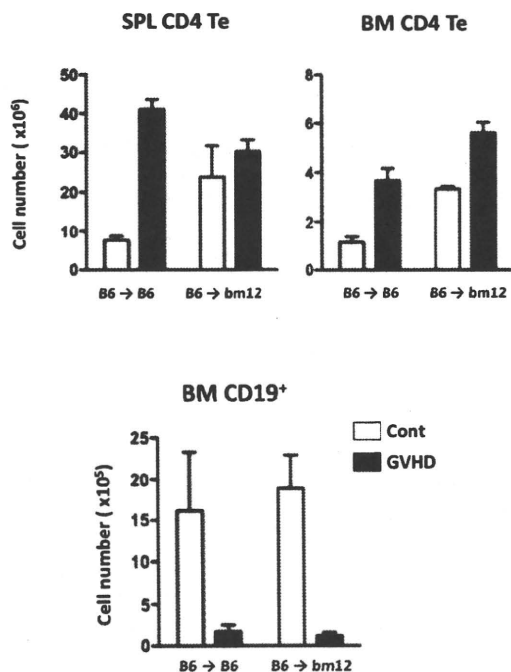 SPL CD4 Te
BM CD4 Te
Cell number ( x10⁶)
50
40
30
20
10
0
8
6
4
2
0
B6 → B6
B6 → bm12
B6 → B6
B6 → bm12
BM CD19⁺
Cell number ( x10⁵)
25
20
15
10
5
0
Cont
GVHD
B6 → B6
B6 → bm12